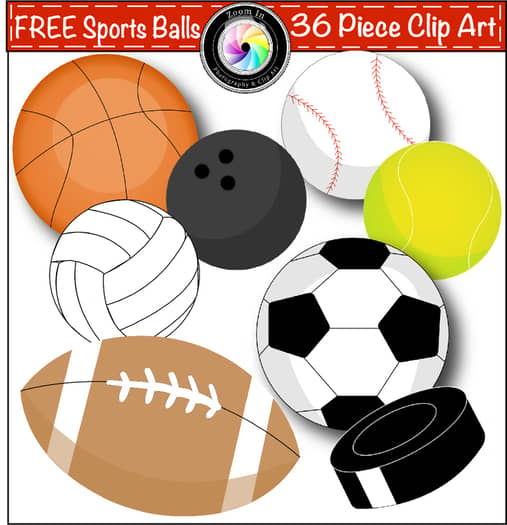 FREE Sports Balls
Zoom In
Photography & Clip Art
36 Piece Clip Art